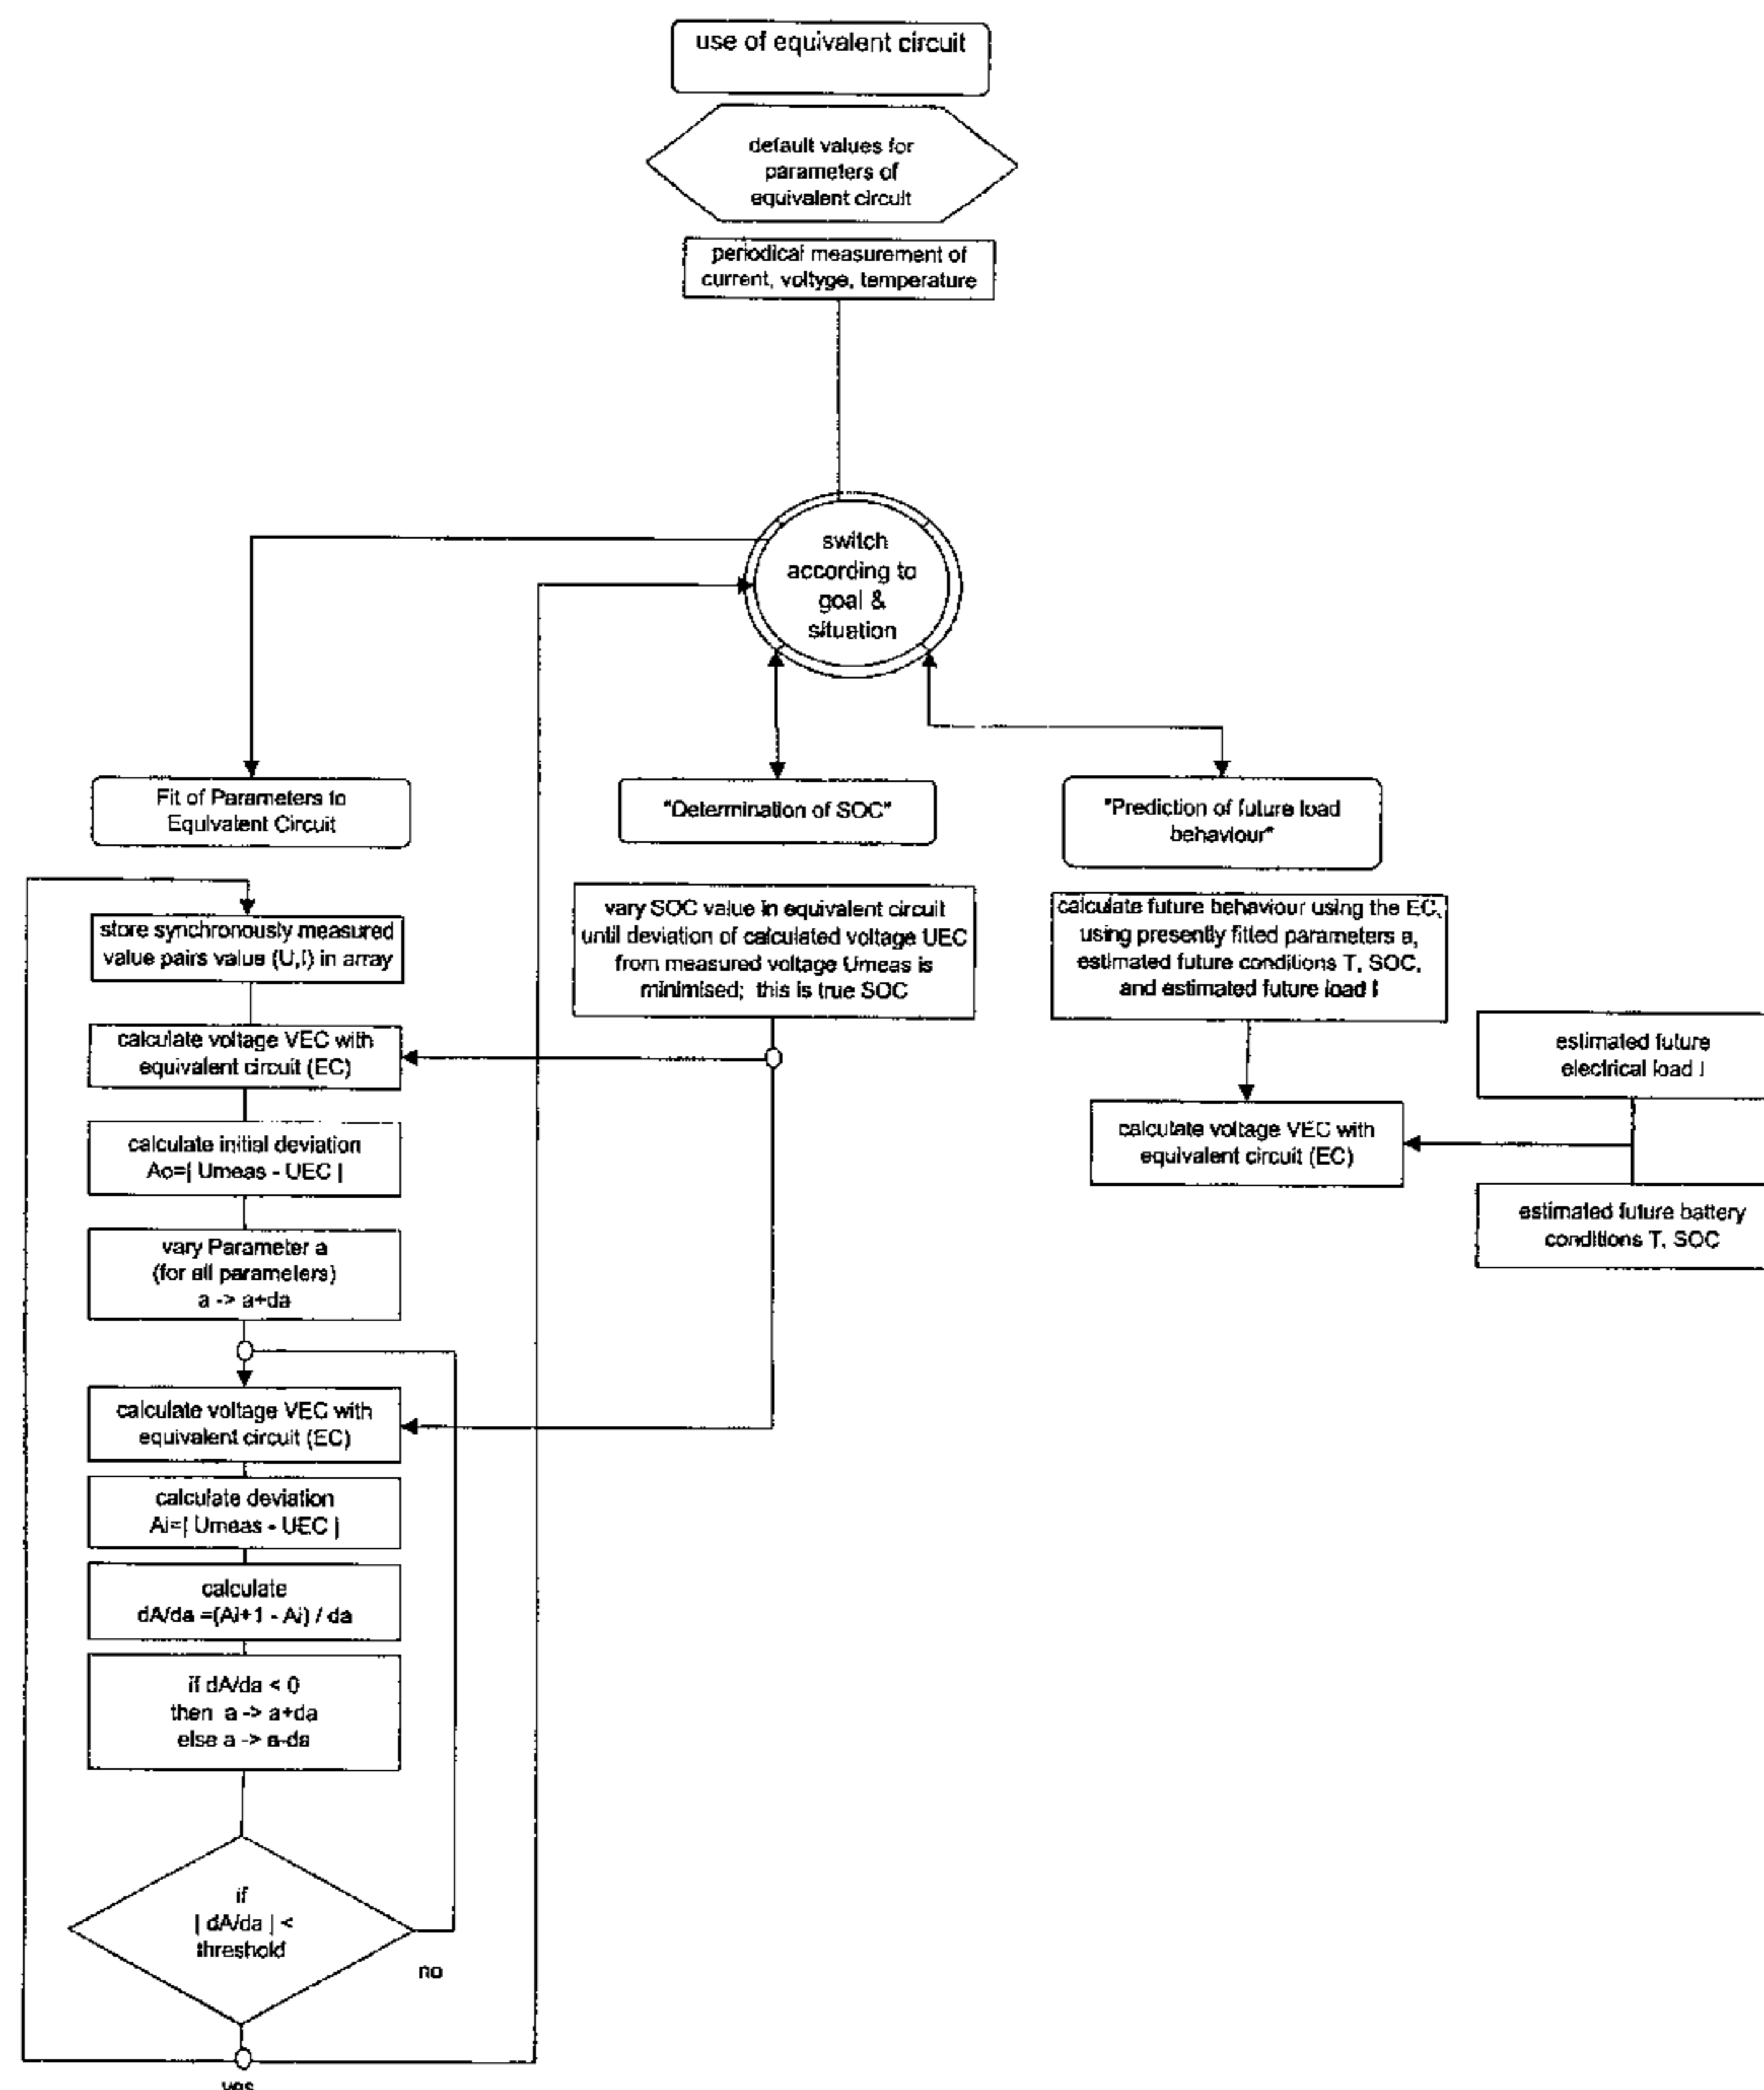 use of equivalent circuit
default values for
parameters of
equivalent circuit
periodical measurement of
current, voltyge, temperature
switch
according to
goal &
situation
Fit of Parameters to
Equivalent Circuit
"Determination of SOC"
"Prediction of future load
behaviour"
store synchronously measured
value pairs value (U,I) in array
vary SOC value in equivalent circuit
until deviation of calculated voltage UEC
from measured voltage Umeas is
minimised; this is true SOC
calculate future behaviour using the EC,
using presently fitted parameters a,
estimated future conditions T, SOC,
and estimated future load I
calculate voltage VEC with
equivalent circuit (EC)
estimated future
electrical load I
calculate voltage VEC with
equivalent circuit (EC)
estimated future battery
conditions T, SOC
calculate initial deviation
Ao=| Umeas - UEC |
vary Parameter a
(for all parameters)
a -> a+da
calculate voltage VEC with
equivalent circuit (EC)
calculate deviation
Ai=| Umeas - UEC |
calculate
dA/da =(Ai+1 - Ai) / da
if dA/da < 0
then a -> a+da
else a -> a-da
if
| dA/da | <
threshold
no
yes